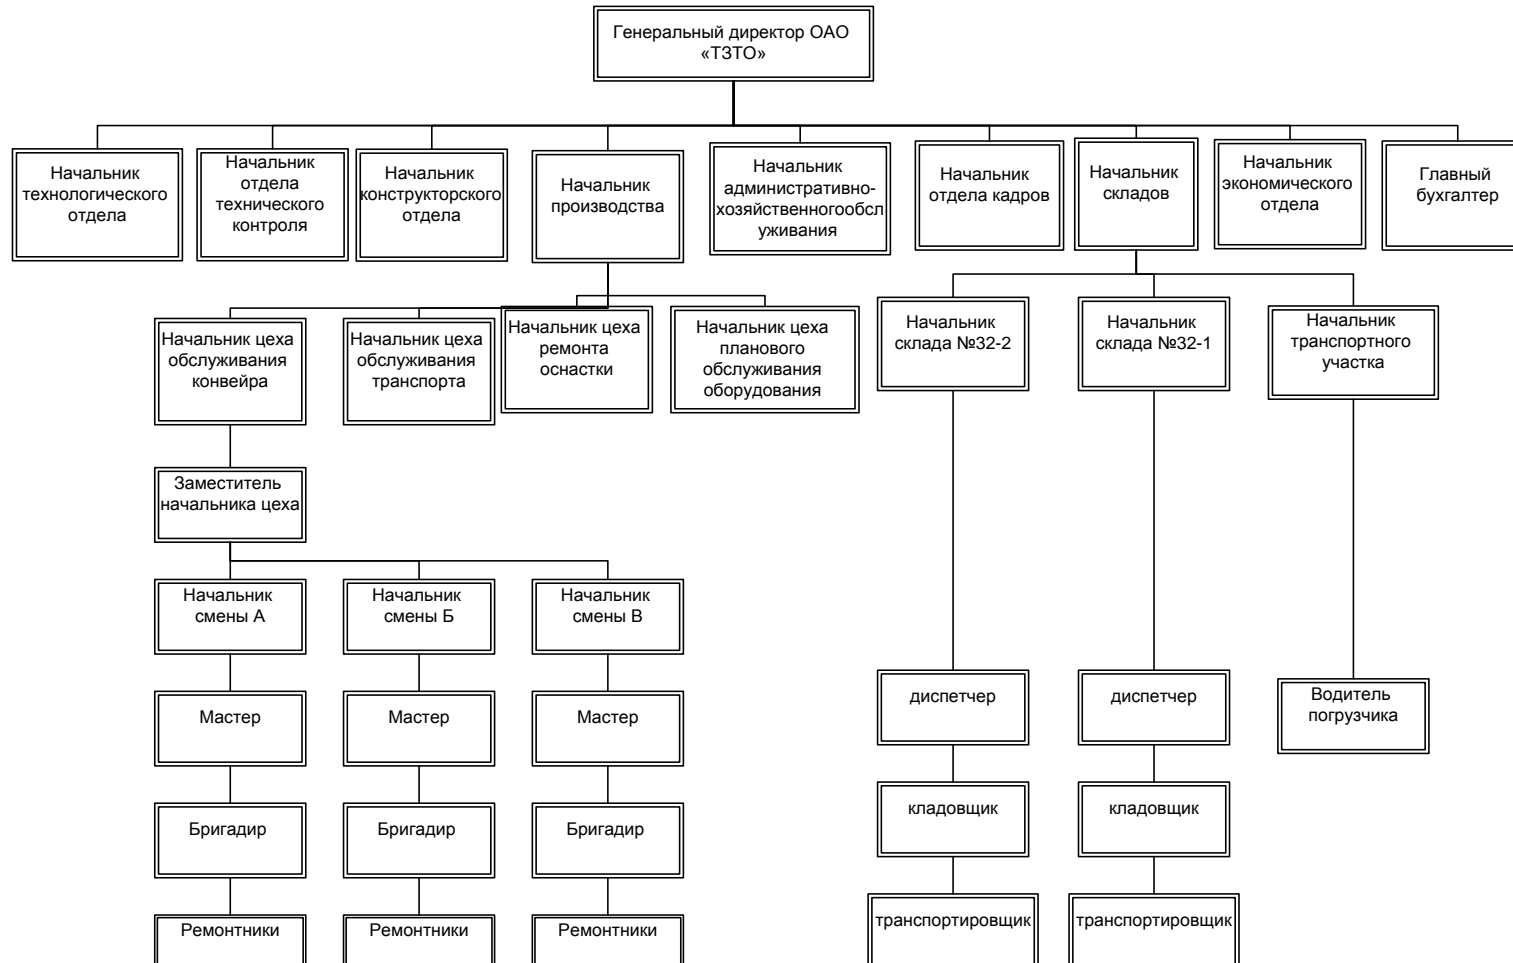 Генеральный директор ОАО
«ТЗТО»
Начальник
технологического
отдела
Начальник
отдела
технического
контроля
Начальник
конструкторского
отдела
Начальник
производства
Начальник
административно-
хозяйственногообсл
уживания
Начальник
отдела кадров
Начальник
складов
Начальник
экономического
отдела
Главный
бухгалтер
Начальник цеха
обслуживания
конвейра
Начальник цеха
обслуживания
транспорта
Начальник цеха
ремонта
оснастки
Начальник цеха
планового
обслуживания
оборудования
Начальник
склада №32-2
Начальник
склада №32-1
Начальник
транспортного
участка
Заместитель
начальника цеха
Начальник
смены А
Начальник
смены Б
Начальник
смены В
Мастер
Мастер
Мастер
диспетчер
диспетчер
Водитель
погрузчика
Бригадир
Бригадир
Бригадир
кладовщик
кладовщик
Ремонтники
Ремонтники
Ремонтники
транспортировщик
транспортировщик